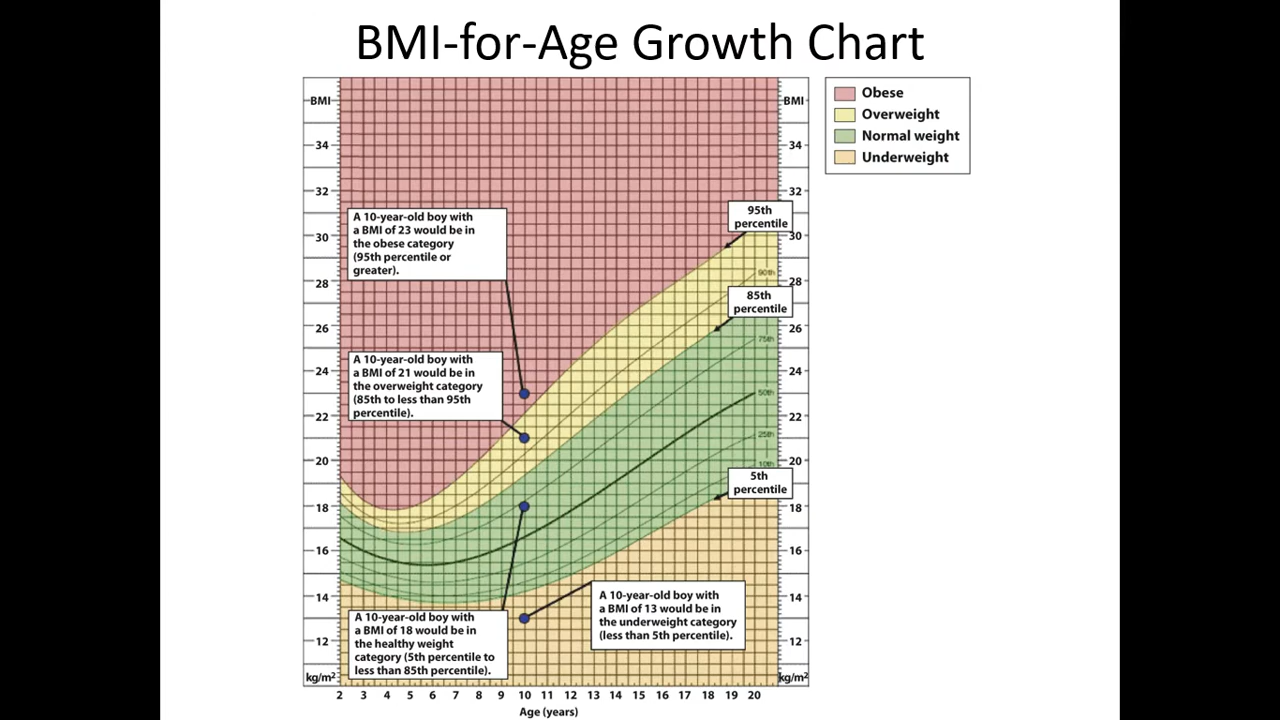 BMI-for-Age Growth Chart
BMI
BMI
Obese
Overweight
Normal weight
Underweight
34
34
32
32
95th
percentile
A 10-year-old boy with
a BMI of 23 would be in
the obese category
(95th percentile or
greater).
30
30
90th
28
28
85th
percentile
26
26
75th
A 10-year-old boy with
a BMI of 21 would be in
the overweight category
(85th to less than 95th
percentile).
24
24
50th
22
22
25th
20
20
10th
5th
percentile
18
18
16
16
14
14
A 10-year-old boy with
a BMI of 13 would be in
the underweight category
(less than 5th percentile).
A 10-year-old boy with
a BMI of 18 would be in
the healthy weight
category (5th percentile to
less than 85th percentile).
12
12
kg/m²
kg/m²
2 3 4 5 6 7 8 9 10 11 12 13 14 15 16 17 18 19 20
Age (years)